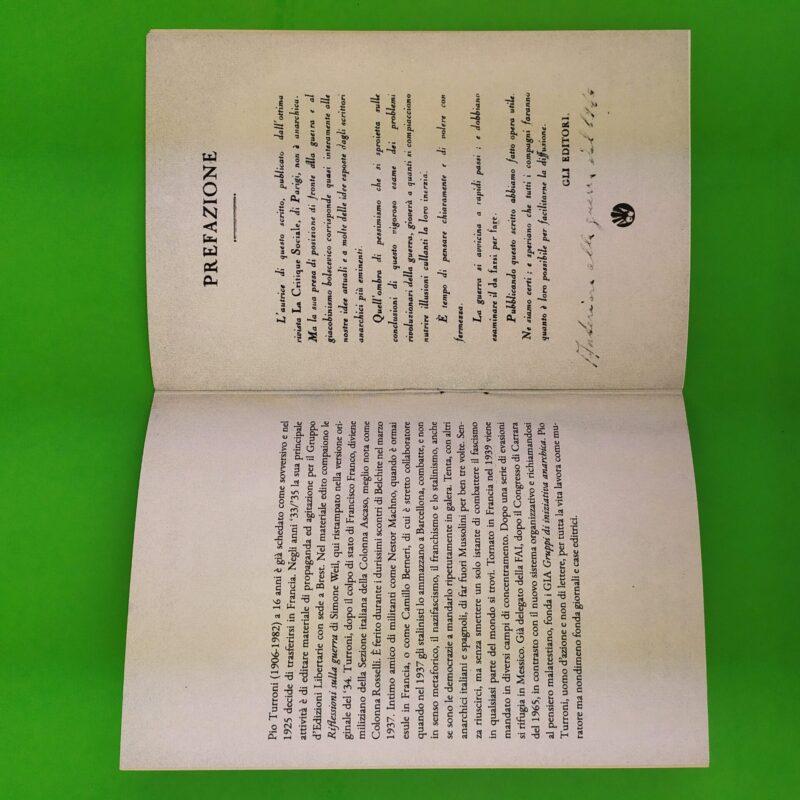 Pio Turroni (1906-1982) a 16 anni è già schedato come sovversivo e nel
1925 decide di trasferirsi in Francia. Negli anni '33/'35 la sua principale
attività è di editare materiale di propaganda ed agitazione per il Gruppo
d'Edizioni Libertarie con sede a Brest. Nel materiale edito compaiono le
Riflessioni sulla guerra di Simone Weil, qui ristampato nella versione ori-
ginale del '34. Turroni, dopo il colpo di stato di Francisco Franco, diviene
miliziano della Sezione italiana della Colonna Ascaso, meglio nota come
Colonna Rosselli. È ferito durante i durissimi scontri di Belchite nel marzo
1937. Intimo amico di militanti come Nestor Machno, quando è ormai
esule in Francia, o come Camillo Berneri, di cui è stretto collaboratore
quando nel 1937 gli stalinisti lo ammazzano a Barcellona, combatte, e non
in senso metaforico, il nazifascismo, il franchismo e lo stalinismo, anche
se sono le democrazie a mandarlo ripetutamente in galera. Tenta, con altri
anarchici italiani e spagnoli, di far fuori Mussolini per ben tre volte. Sen-
za riuscirci, ma senza smettere un solo istante di combattere il fascismo
in qualsiasi parte del mondo si trovi. Tornato in Francia nel 1939 viene
mandato in diversi campi di concentramento. Dopo una serie di evasioni
si rifugia in Messico. Già delegato della FAI, dopo il Congresso di Carrara
del 1965, in contrasto con il nuovo sistema organizzativo e richiamandosi
al pensiero malatestiano, fonda i GIA Gruppi di iniziativa anarchica. Pio
Turroni, uomo d'azione e non di lettere, per tutta la vita lavora come mu-
ratore ma nondimeno fonda giornali e case editrici.
PREFAZIONE
L'autrice di questo scritto, publicato dall'ottima
rivista La Critique Sociale, di Parigi, non è anarchica.
Ma la sua presa di posizione di fronte alla guerra e al
giacobinismo bolscevico corrisponde quasi interamente alle
nostre idee attuali e a molte delle idee esposte dagli scrittori
anarchici più eminenti.
Quell'ombra di pessimismo che si sproietta sulle
conclusioni di questo vigoroso esame dei problemi
rivoluzionari della guerra, gioverà a quanti si compiacciono
nutrire illusioni cullanti la loro inerzia.
È tempo di pensare chiaramente e di volere con
fermezza.
La guerra si avvicina a rapidi passi : e dobbiano
esaminare il da farsi per fare.
Pubblicando questo scritto abbiamo fatto opera utile.
Ne siamo certi : e speriano che tutti i compagni faranno
quanto è loro possibile per facilitarne la diffusione.
GLI EDITORI.
alla guerra del